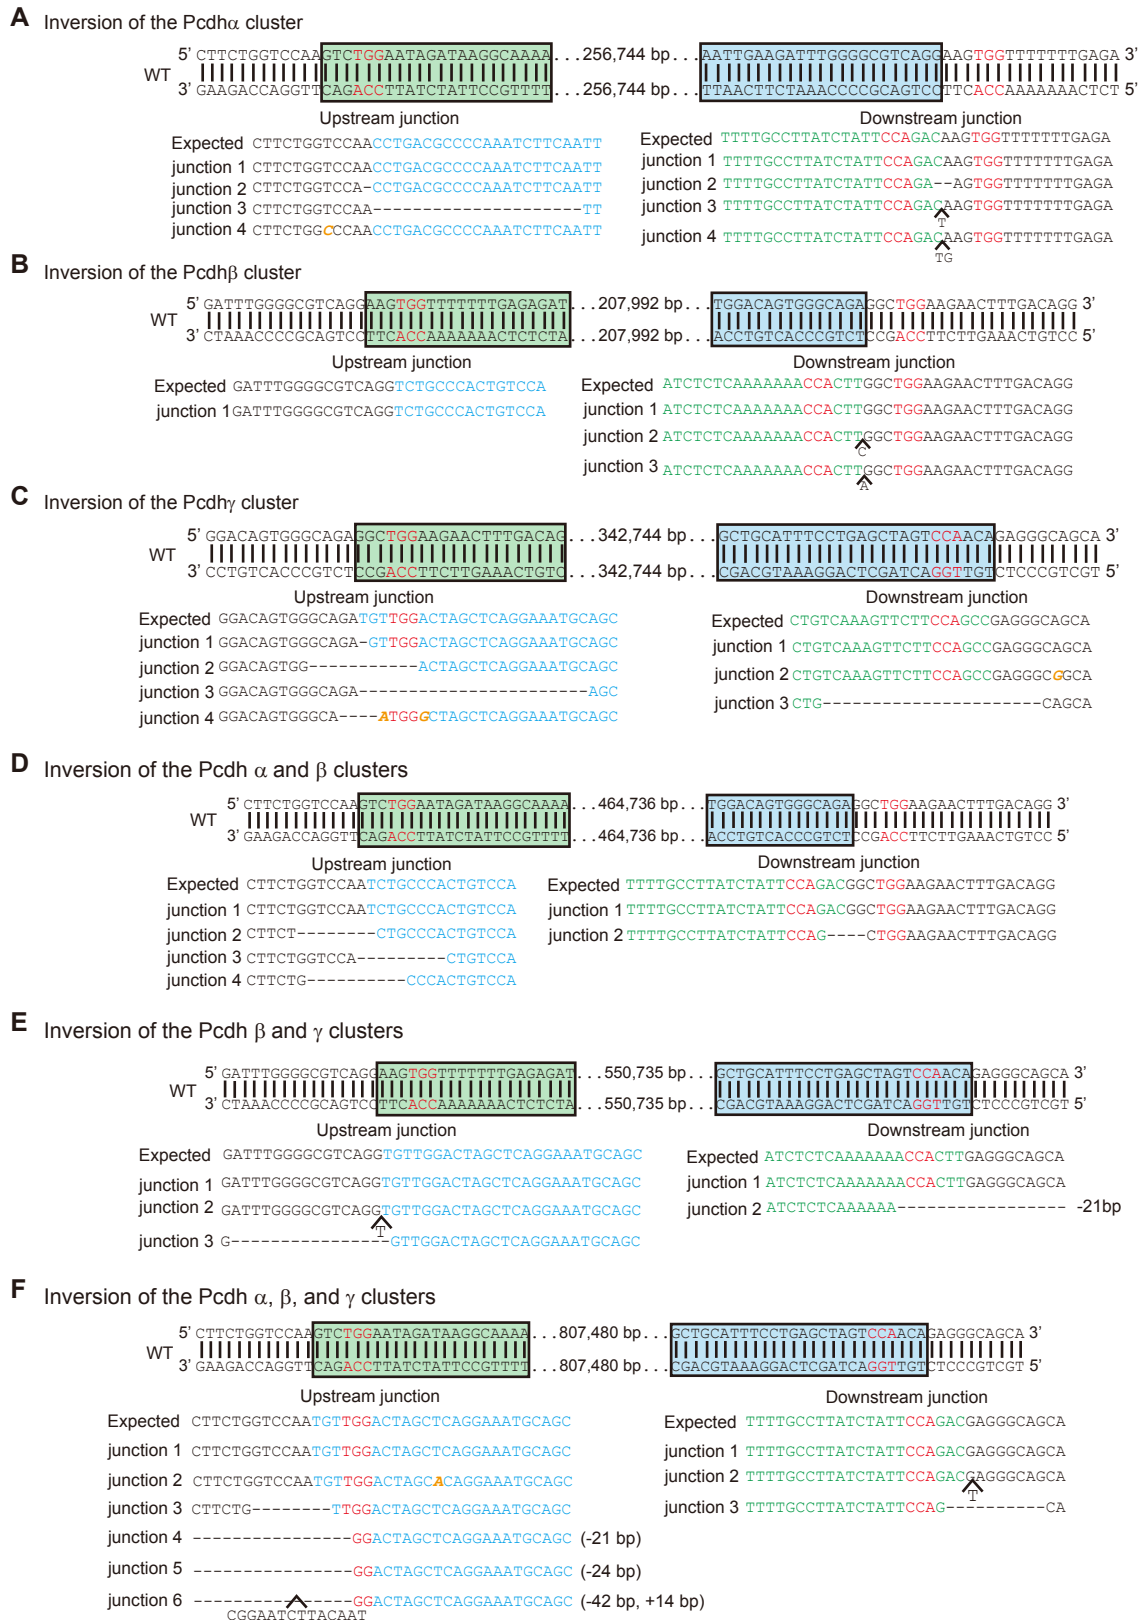 A Inversion of the Pcdhα cluster
5’ CTTCTGGTCCAAGTCTGGAATAGATAAGGCAAAA ...256,744 bp... AATTGAAGATTTGGGGCGTCAGGAAGTGGTTTTTTTGAGA 3’
WT
3’ GAAGACCAGGTTCAGACCTTATCTATTCCGTTTT ...256,744 bp... TTAACTTCTAAACCCCGCAGTCCTTCACCAAAAAAACTCT 5’
Upstream junction Downstream junction
Expected CTTCTGGTCCAACCTGACGCCCCAAATCTTCAATT Expected TTTTGCCTTATCTATTCCAGACAAGTGGTTTTTTTGAGA
junction 1 CTTCTGGTCCAACCTGACGCCCCAAATCTTCAATT junction 1 TTTTGCCTTATCTATTCCAGACAAGTGGTTTTTTTGAGA
junction 2 CTTCTGGTCCA-CCTGACGCCCCAAATCTTCAATT junction 2 TTTTGCCTTATCTATTCCAGA--AGTGGTTTTTTTGAGA
junction 3 CTTCTGGTCCAA---------------------TT junction 3 TTTTGCCTTATCTATTCCAGACAAGTGGTTTTTTTGAGA
T
junction 4 CTTCTGGCCCAACCTGACGCCCCAAATCTTCAATT junction 4 TTTTGCCTTATCTATTCCAGACAAGTGGTTTTTTTGAGA
TG
B Inversion of the Pcdhβ cluster
5’ GATTTGGGGCGTCAGGAAGTGGTTTTTTTGAGAGAT ...207,992 bp... TGGACAGTGGGCAGAGGCTGGAAGAACTTTGACAGG 3’
WT
3’ CTAAACCCCGCAGTCCTTCACCAAAAAAACTCTCTA ...207,992 bp... ACCTGTCACCCGTCTCCGACCTTCTTGAAACTGTCC 5’
Upstream junction Downstream junction
Expected GATTTGGGGCGTCAGGTCTGCCCACTGTCCA Expected ATCTCTCAAAAAAACCACTTGGCTGGAAGAACTTTGACAGG
junction 1 GATTTGGGGCGTCAGGTCTGCCCACTGTCCA junction 1 ATCTCTCAAAAAAACCACTTGGCTGGAAGAACTTTGACAGG
junction 2 ATCTCTCAAAAAAACCACTTGGCTGGAAGAACTTTGACAGG
C
junction 3 ATCTCTCAAAAAAACCACTTGGCTGGAAGAACTTTGACAGG
A
C Inversion of the Pcdhγ cluster
5’ GGACAGTGGGCAGAGGCTGGAAGAACTTTGACAG ...342,744 bp... GCTGCATTTCCTGAGCTAGTCCAACAGAGGGCAGCA 3’
WT
3’ CCTGTCACCCGTCTCCGACCTTCTTGAAACTGTC ...342,744 bp... CGACGTAAAGGACTCGATCAGGTTGTCTCCCGTCGT 5’
Upstream junction Downstream junction
Expected GGACAGTGGGCAGATGTTGGACTAGCTCAGGAAATGCAGC Expected CTGTCAAAGTTCTTCCAGCCGAGGGCAGCA
junction 1 GGACAGTGGGCAGA-GTTGGACTAGCTCAGGAAATGCAGC junction 1 CTGTCAAAGTTCTTCCAGCCGAGGGCAGCA
junction 2 GGACAGTGG-----------ACTAGCTCAGGAAATGCAGC junction 2 CTGTCAAAGTTCTTCCAGCCGAGGGCGGCA
junction 3 GGACAGTGGGCAGA-----------------------AGC junction 3 CTG----------------------CAGCA
junction 4 GGACAGTGGGCA----ATGGGCTAGCTCAGGAAATGCAGC
D Inversion of the Pcdh α and β clusters
5’ CTTCTGGTCCAAGTCTGGAATAGATAAGGCAAAA ...464,736 bp... TGGACAGTGGGCAGAGGCTGGAAGAACTTTGACAGG 3’
WT
3’ GAAGACCAGGTTCAGACCTTATCTATTCCGTTTT ...464,736 bp... ACCTGTCACCCGTCTCCGACCTTCTTGAAACTGTCC 5’
Upstream junction Downstream junction
Expected CTTCTGGTCCAATCTGCCCACTGTCCA Expected TTTTGCCTTATCTATTCCAGACGGCTGGAAGAACTTTGACAGG
junction 1 CTTCTGGTCCAATCTGCCCACTGTCCA junction 1 TTTTGCCTTATCTATTCCAGACGGCTGGAAGAACTTTGACAGG
junction 2 CTTCT--------CTGCCCACTGTCCA junction 2 TTTTGCCTTATCTATTCCAG----CTGGAAGAACTTTGACAGG
junction 3 CTTCTGGTCCA---------CTGTCCA
junction 4 CTTCTG----------CCCACTGTCCA
E Inversion of the Pcdh β and γ clusters
5’ GATTTGGGGCGTCAGGAAGTGGTTTTTTTGAGAGAT ...550,735 bp... GCTGCATTTCCTGAGCTAGTCCAACAGAGGGCAGCA 3’
WT
3’ CTAAACCCCGCAGTCCTTCACCAAAAAAACTCTCTA ...550,735 bp... CGACGTAAAGGACTCGATCAGGTTGTCTCCCGTCGT 5’
Upstream junction Downstream junction
Expected GATTTGGGGCGTCAGGTGTTGGACTAGCTCAGGAAATGCAGC Expected ATCTCTCAAAAAAACCACTTGAGGGCAGCA
junction 1 GATTTGGGGCGTCAGGTGTTGGACTAGCTCAGGAAATGCAGC junction 1 ATCTCTCAAAAAAACCACTTGAGGGCAGCA
junction 2 GATTTGGGGCGTCAGGTGTTGGACTAGCTCAGGAAATGCAGC junction 2 ATCTCTCAAAAAA---------------- -21bp
T
junction 3 G----------------GTTGGACTAGCTCAGGAAATGCAGC
F Inversion of the Pcdh α, β, and γ clusters
5’ CTTCTGGTCCAAGTCTGGAATAGATAAGGCAAAA ...807,480 bp... GCTGCATTTCCTGAGCTAGTCCAACAGAGGGCAGCA 3’
WT
3’ GAAGACCAGGTTCAGACCTTATCTATTCCGTTTT ...807,480 bp... CGACGTAAAGGACTCGATCAGGTTGTCTCCCGTCGT 5’
Upstream junction Downstream junction
Expected CTTCTGGTCCAATGTTGGACTAGCTCAGGAAATGCAGC Expected TTTTGCCTTATCTATTCCAGACGAGGGCAGCA
junction 1 CTTCTGGTCCAATGTTGGACTAGCTCAGGAAATGCAGC junction 1 TTTTGCCTTATCTATTCCAGACGAGGGCAGCA
junction 2 CTTCTGGTCCAATGTTGGACTAGCACAGGAAATGCAGC junction 2 TTTTGCCTTATCTATTCCAGACGAGGGCAGCA
T
junction 3 CTTCTG--------TTGGACTAGCTCAGGAAATGCAGC junction 3 TTTTGCCTTATCTATTCCAG----------CA
junction 4 ----------------GGACTAGCTCAGGAAATGCAGC (-21 bp)
junction 5 ----------------GGACTAGCTCAGGAAATGCAGC (-24 bp)
junction 6 ----------------GGACTAGCTCAGGAAATGCAGC (-42 bp, +14 bp)
CGGAATCTTACAAT